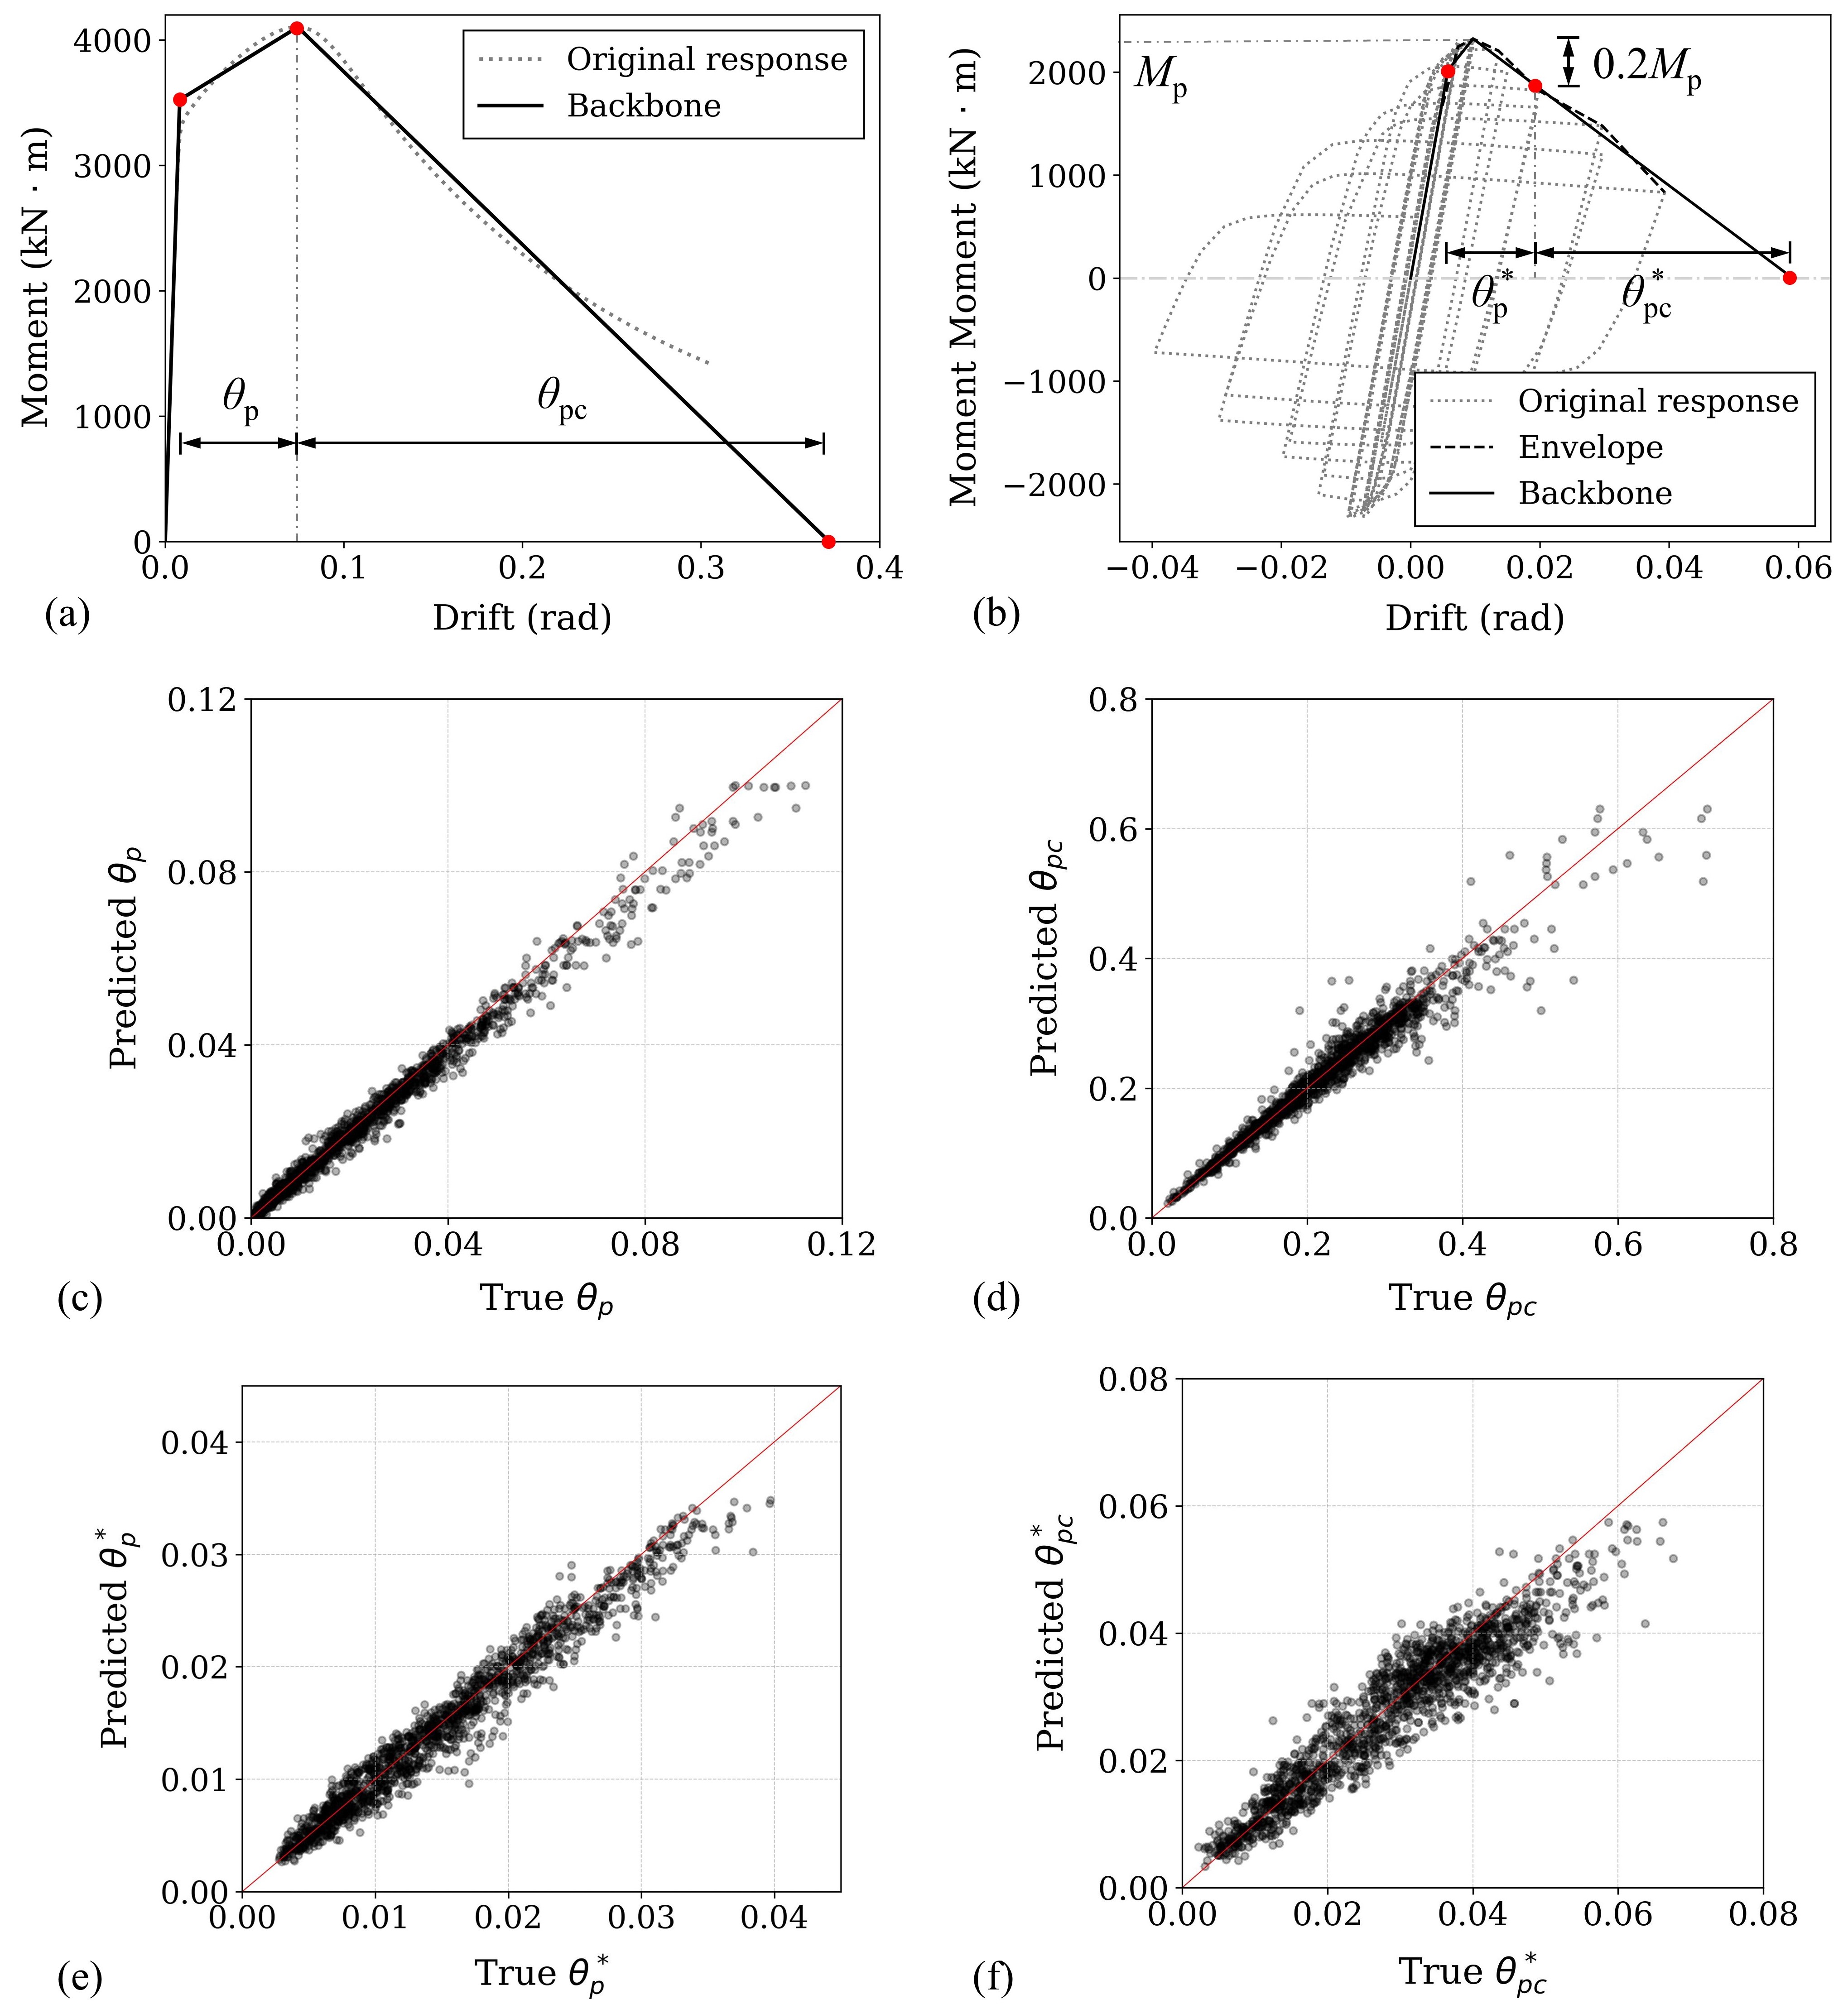 4000
3000
2000
1000
0
Moment (kN · m)
Original response
Backbone
θp
θpc
0.0 0.1 0.2 0.3 0.4
Drift (rad)
(a)
2000
1000
0
−1000
−2000
Moment Moment (kN · m)
Mp
0.2Mp
θp*
θpc*
Original response
Envelope
Backbone
−0.04 −0.02 0.00 0.02 0.04 0.06
Drift (rad)
(b)
0.12
0.08
0.04
0.00
Predicted θp
0.00 0.04 0.08 0.12
True θp
(c)
0.8
0.6
0.4
0.2
0.0
Predicted θpc
0.0 0.2 0.4 0.6 0.8
True θpc
(d)
0.04
0.03
0.02
0.01
0.00
Predicted θp*
0.00 0.01 0.02 0.03 0.04
True θp*
(e)
0.08
0.06
0.04
0.02
0.00
Predicted θpc*
0.00 0.02 0.04 0.06 0.08
True θpc*
(f)